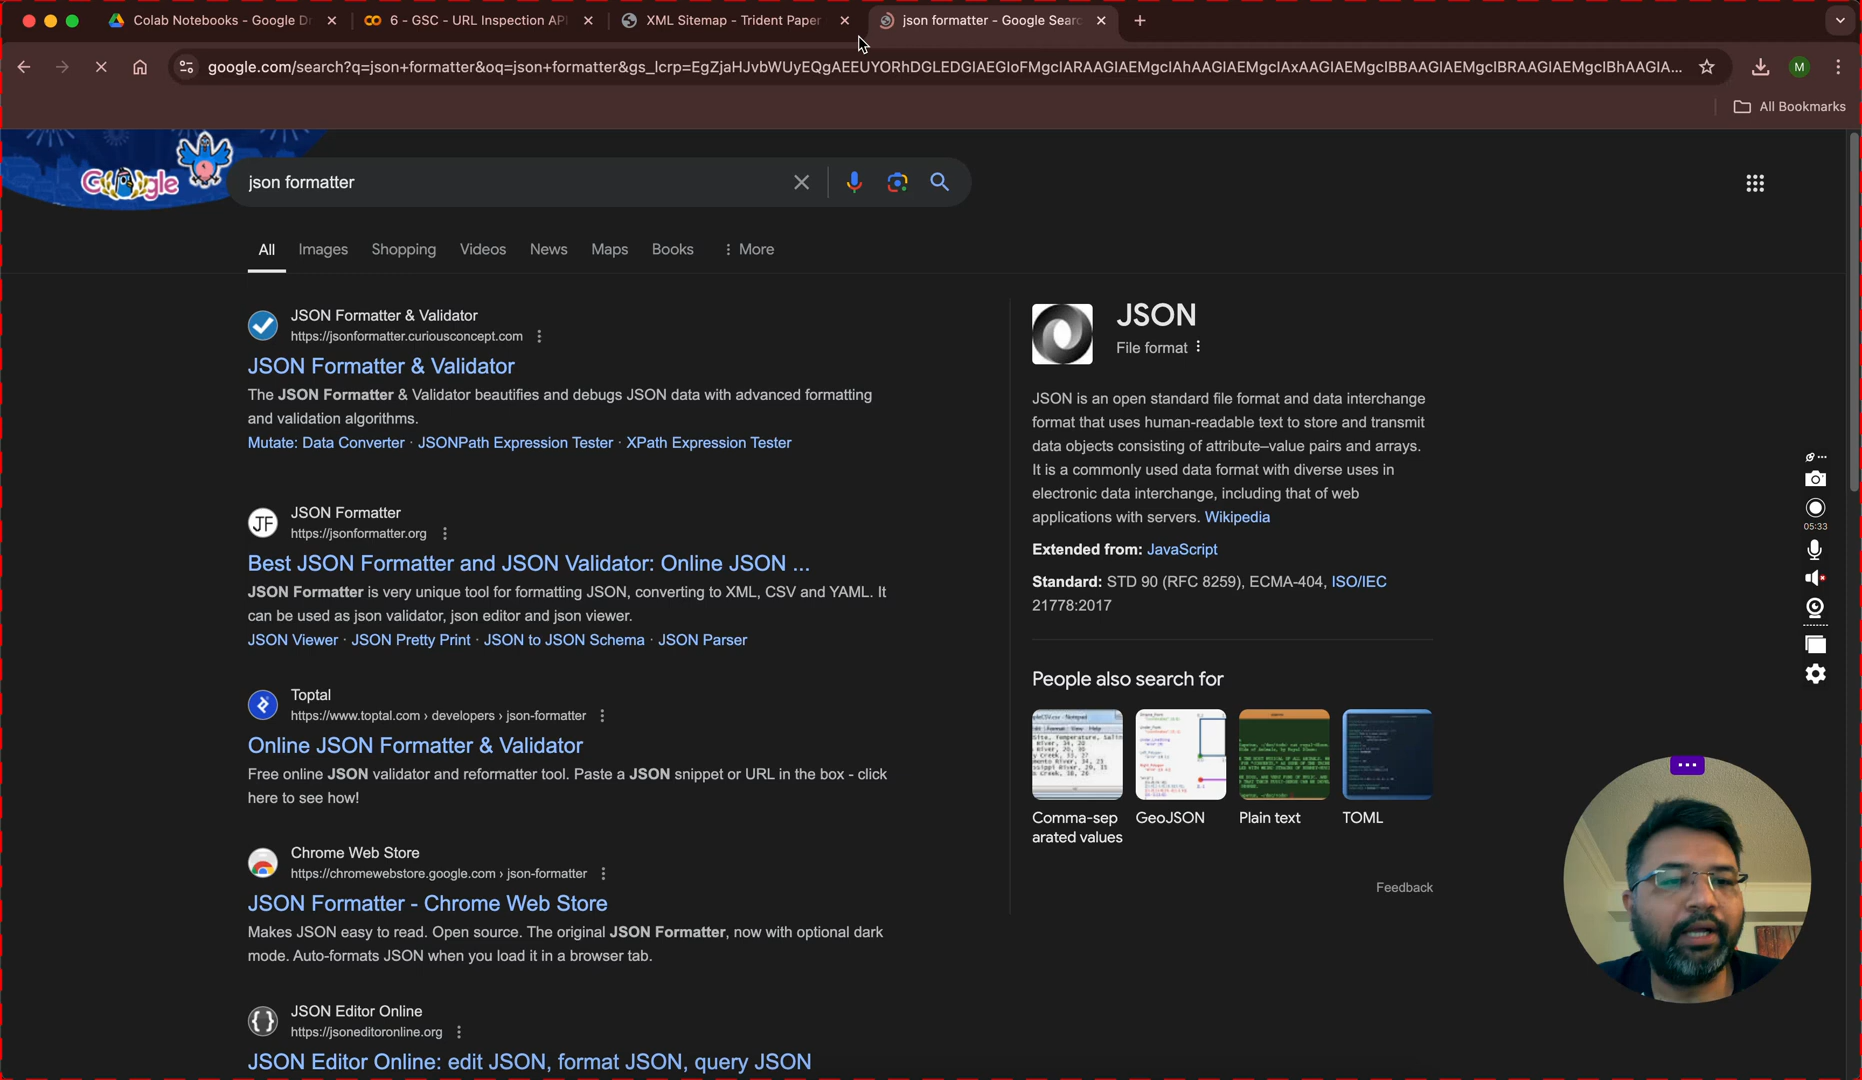 Colab Notebooks - Google Dr
6 - GSC - URL Inspection API
XML Sitemap - Trident Paper
json formatter - Google Searc
google.com/search?q=json+formatter&oq=json+formatter&gs_lcrp=EgZjaHJvbWUyEQgAEEUYORhDGLEDGIAEGIoFMgcIARAAGIAEMgcIAhAAGIAEMgcIAxAAGIAEMgcIBBAAGIAEMgcIBRAAGIAEMgcIBhAAGIA...
M
All Bookmarks
Google
json formatter
All
Images
Shopping
Videos
News
Maps
Books
More
JSON Formatter & Validator
https://jsonformatter.curiousconcept.com
JSON Formatter & Validator
The JSON Formatter & Validator beautifies and debugs JSON data with advanced formatting
and validation algorithms.
Mutate: Data Converter · JSONPath Expression Tester · XPath Expression Tester
JF
JSON Formatter
https://jsonformatter.org
Best JSON Formatter and JSON Validator: Online JSON ...
JSON Formatter is very unique tool for formatting JSON, converting to XML, CSV and YAML. It
can be used as json validator, json editor and json viewer.
JSON Viewer · JSON Pretty Print · JSON to JSON Schema · JSON Parser
Toptal
https://www.toptal.com › developers › json-formatter
Online JSON Formatter & Validator
Free online JSON validator and reformatter tool. Paste a JSON snippet or URL in the box - click
here to see how!
Chrome Web Store
https://chromewebstore.google.com › json-formatter
JSON Formatter - Chrome Web Store
Makes JSON easy to read. Open source. The original JSON Formatter, now with optional dark
mode. Auto-formats JSON when you load it in a browser tab.
{}
JSON Editor Online
https://jsoneditoronline.org
JSON Editor Online: edit JSON, format JSON, query JSON
JSON
File format
JSON is an open standard file format and data interchange
format that uses human-readable text to store and transmit
data objects consisting of attribute–value pairs and arrays.
It is a commonly used data format with diverse uses in
electronic data interchange, including that of web
applications with servers. Wikipedia
Extended from: JavaScript
Standard: STD 90 (RFC 8259), ECMA-404, ISO/IEC
21778:2017
People also search for
Comma-sep
arated values
GeoJSON
Plain text
TOML
Feedback
05:33